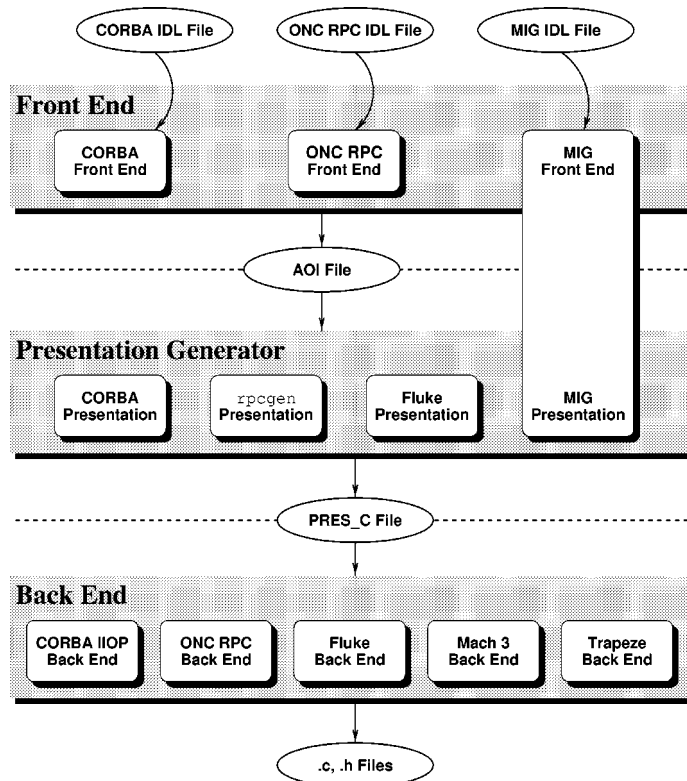 CORBA IDL File
ONC RPC IDL File
MIG IDL File
Front End
CORBA
Front End
ONC RPC
Front End
MIG
Front End
AOI File
Presentation Generator
CORBA
Presentation
rpcgen
Presentation
Fluke
Presentation
MIG
Presentation
PRES_C File
Back End
CORBA IIOP
Back End
ONC RPC
Back End
Fluke
Back End
Mach 3
Back End
Trapeze
Back End
.c, .h Files